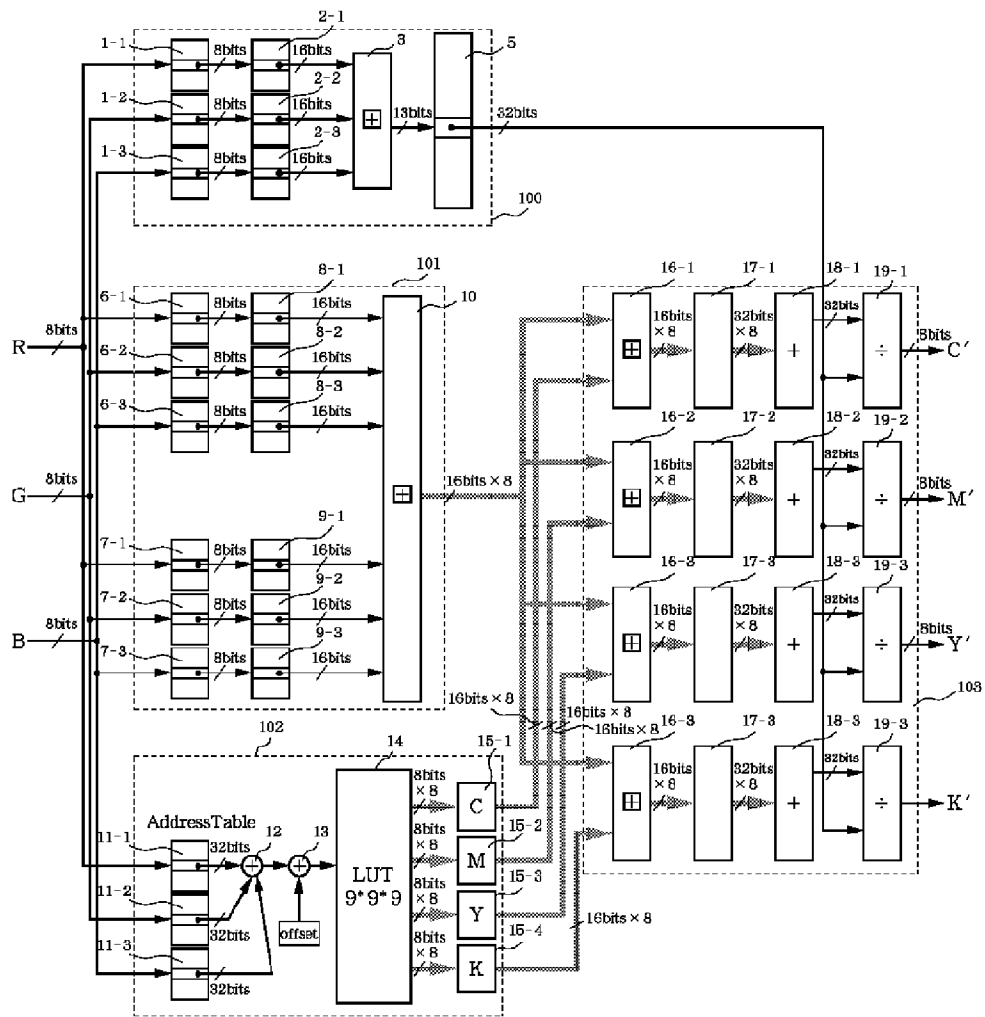 1-1
8bits
2-1
16bits
3
5
1-2
8bits
2-2
16bits
13bits
32bits
1-3
8bits
2-3
16bits
100
101
6-1
8bits
8-1
16bits
10
R
8bits
6-2
8bits
8-2
16bits
6-3
8bits
8-3
16bits
G
8bits
16bits×8
7-1
8bits
9-1
16bits
7-2
8bits
9-2
16bits
B
8bits
7-3
8bits
9-3
16bits
16-1
17-1
18-1
19-1
16bits
×8
32bits
×8
+
32bits
÷
8bits
C′
16-2
17-2
18-2
19-2
16bits
×8
32bits
×8
+
32bits
÷
8bits
M′
16-3
17-3
18-3
19-3
16bits
×8
32bits
×8
+
32bits
÷
8bits
Y′
103
16-3
17-3
18-3
19-3
16bits
×8
32bits
×8
+
32bits
÷
K′
16bits×8
16bits×8
16bits×8
102
14
15-1
AddressTable
8bits
×8
C
11-1
32bits
12
13
8bits
×8
M
15-2
11-2
32bits
offset
LUT
9*9*9
8bits
×8
Y
15-3
11-3
32bits
8bits
×8
K
15-4
16bits×8